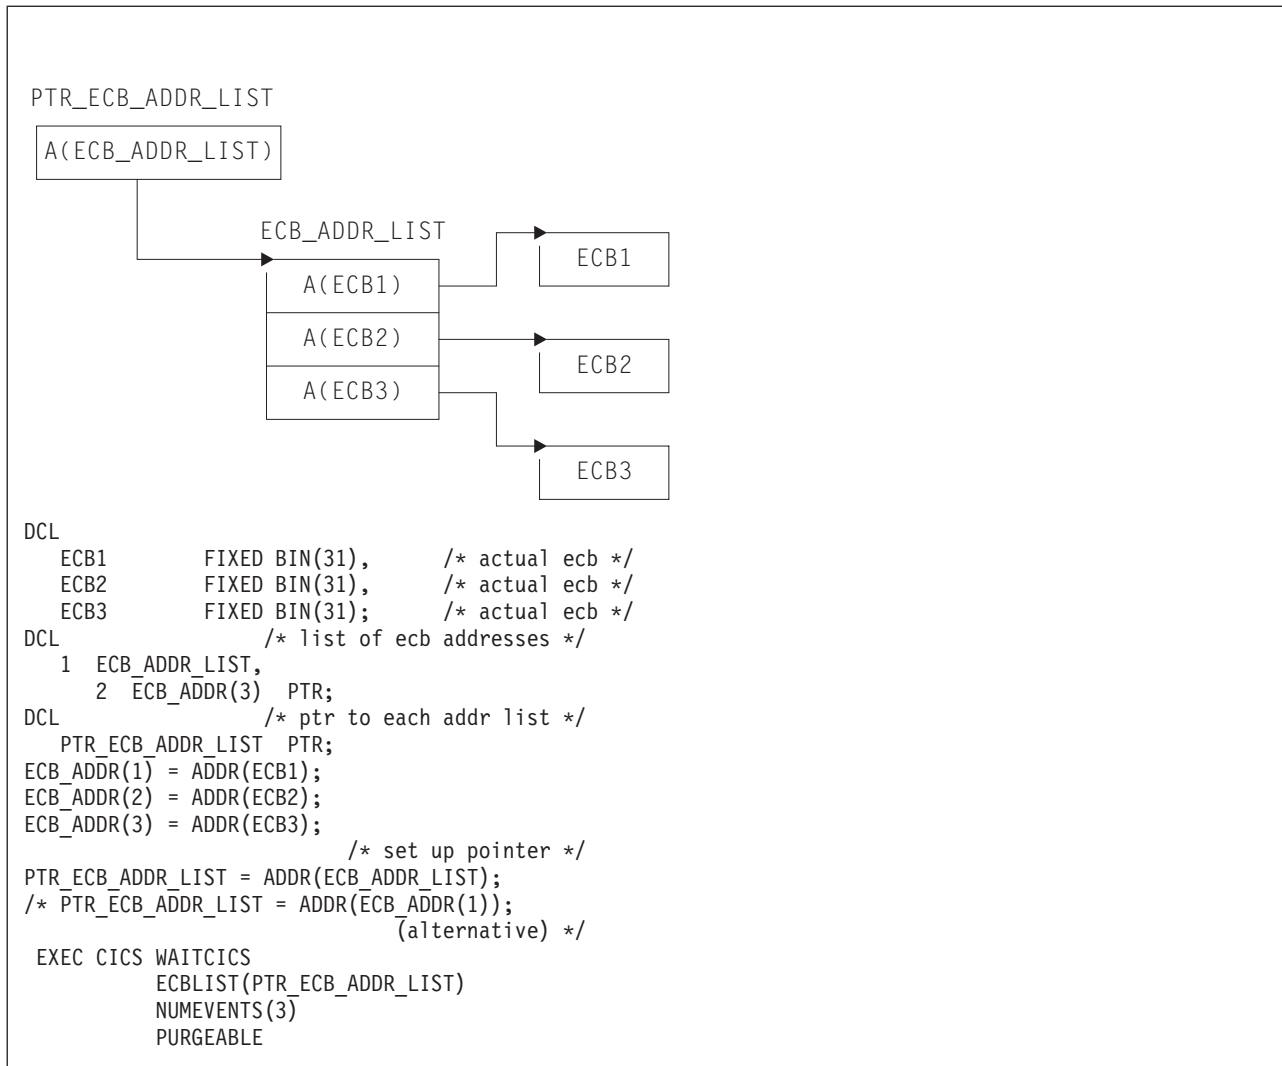 PTR_ECB_ADDR_LIST
A(ECB_ADDR_LIST)
ECB_ADDR_LIST
ECB1
A(ECB1)
A(ECB2)
ECB2
A(ECB3)
ECB3
DCL
ECB1 FIXED BIN(31), /* actual ecb */
ECB2 FIXED BIN(31), /* actual ecb */
ECB3 FIXED BIN(31); /* actual ecb */
DCL /* list of ecb addresses */
1 ECB_ADDR_LIST,
2 ECB_ADDR(3) PTR;
DCL /* ptr to each addr list */
PTR_ECB_ADDR_LIST PTR;
ECB_ADDR(1) = ADDR(ECB1);
ECB_ADDR(2) = ADDR(ECB2);
ECB_ADDR(3) = ADDR(ECB3);
/* set up pointer */
PTR_ECB_ADDR_LIST = ADDR(ECB_ADDR_LIST);
/* PTR_ECB_ADDR_LIST = ADDR(ECB_ADDR(1));
(alternative) */
EXEC CICS WAITCICS
ECBLIST(PTR_ECB_ADDR_LIST)
NUMEVENTS(3)
PURGEABLE